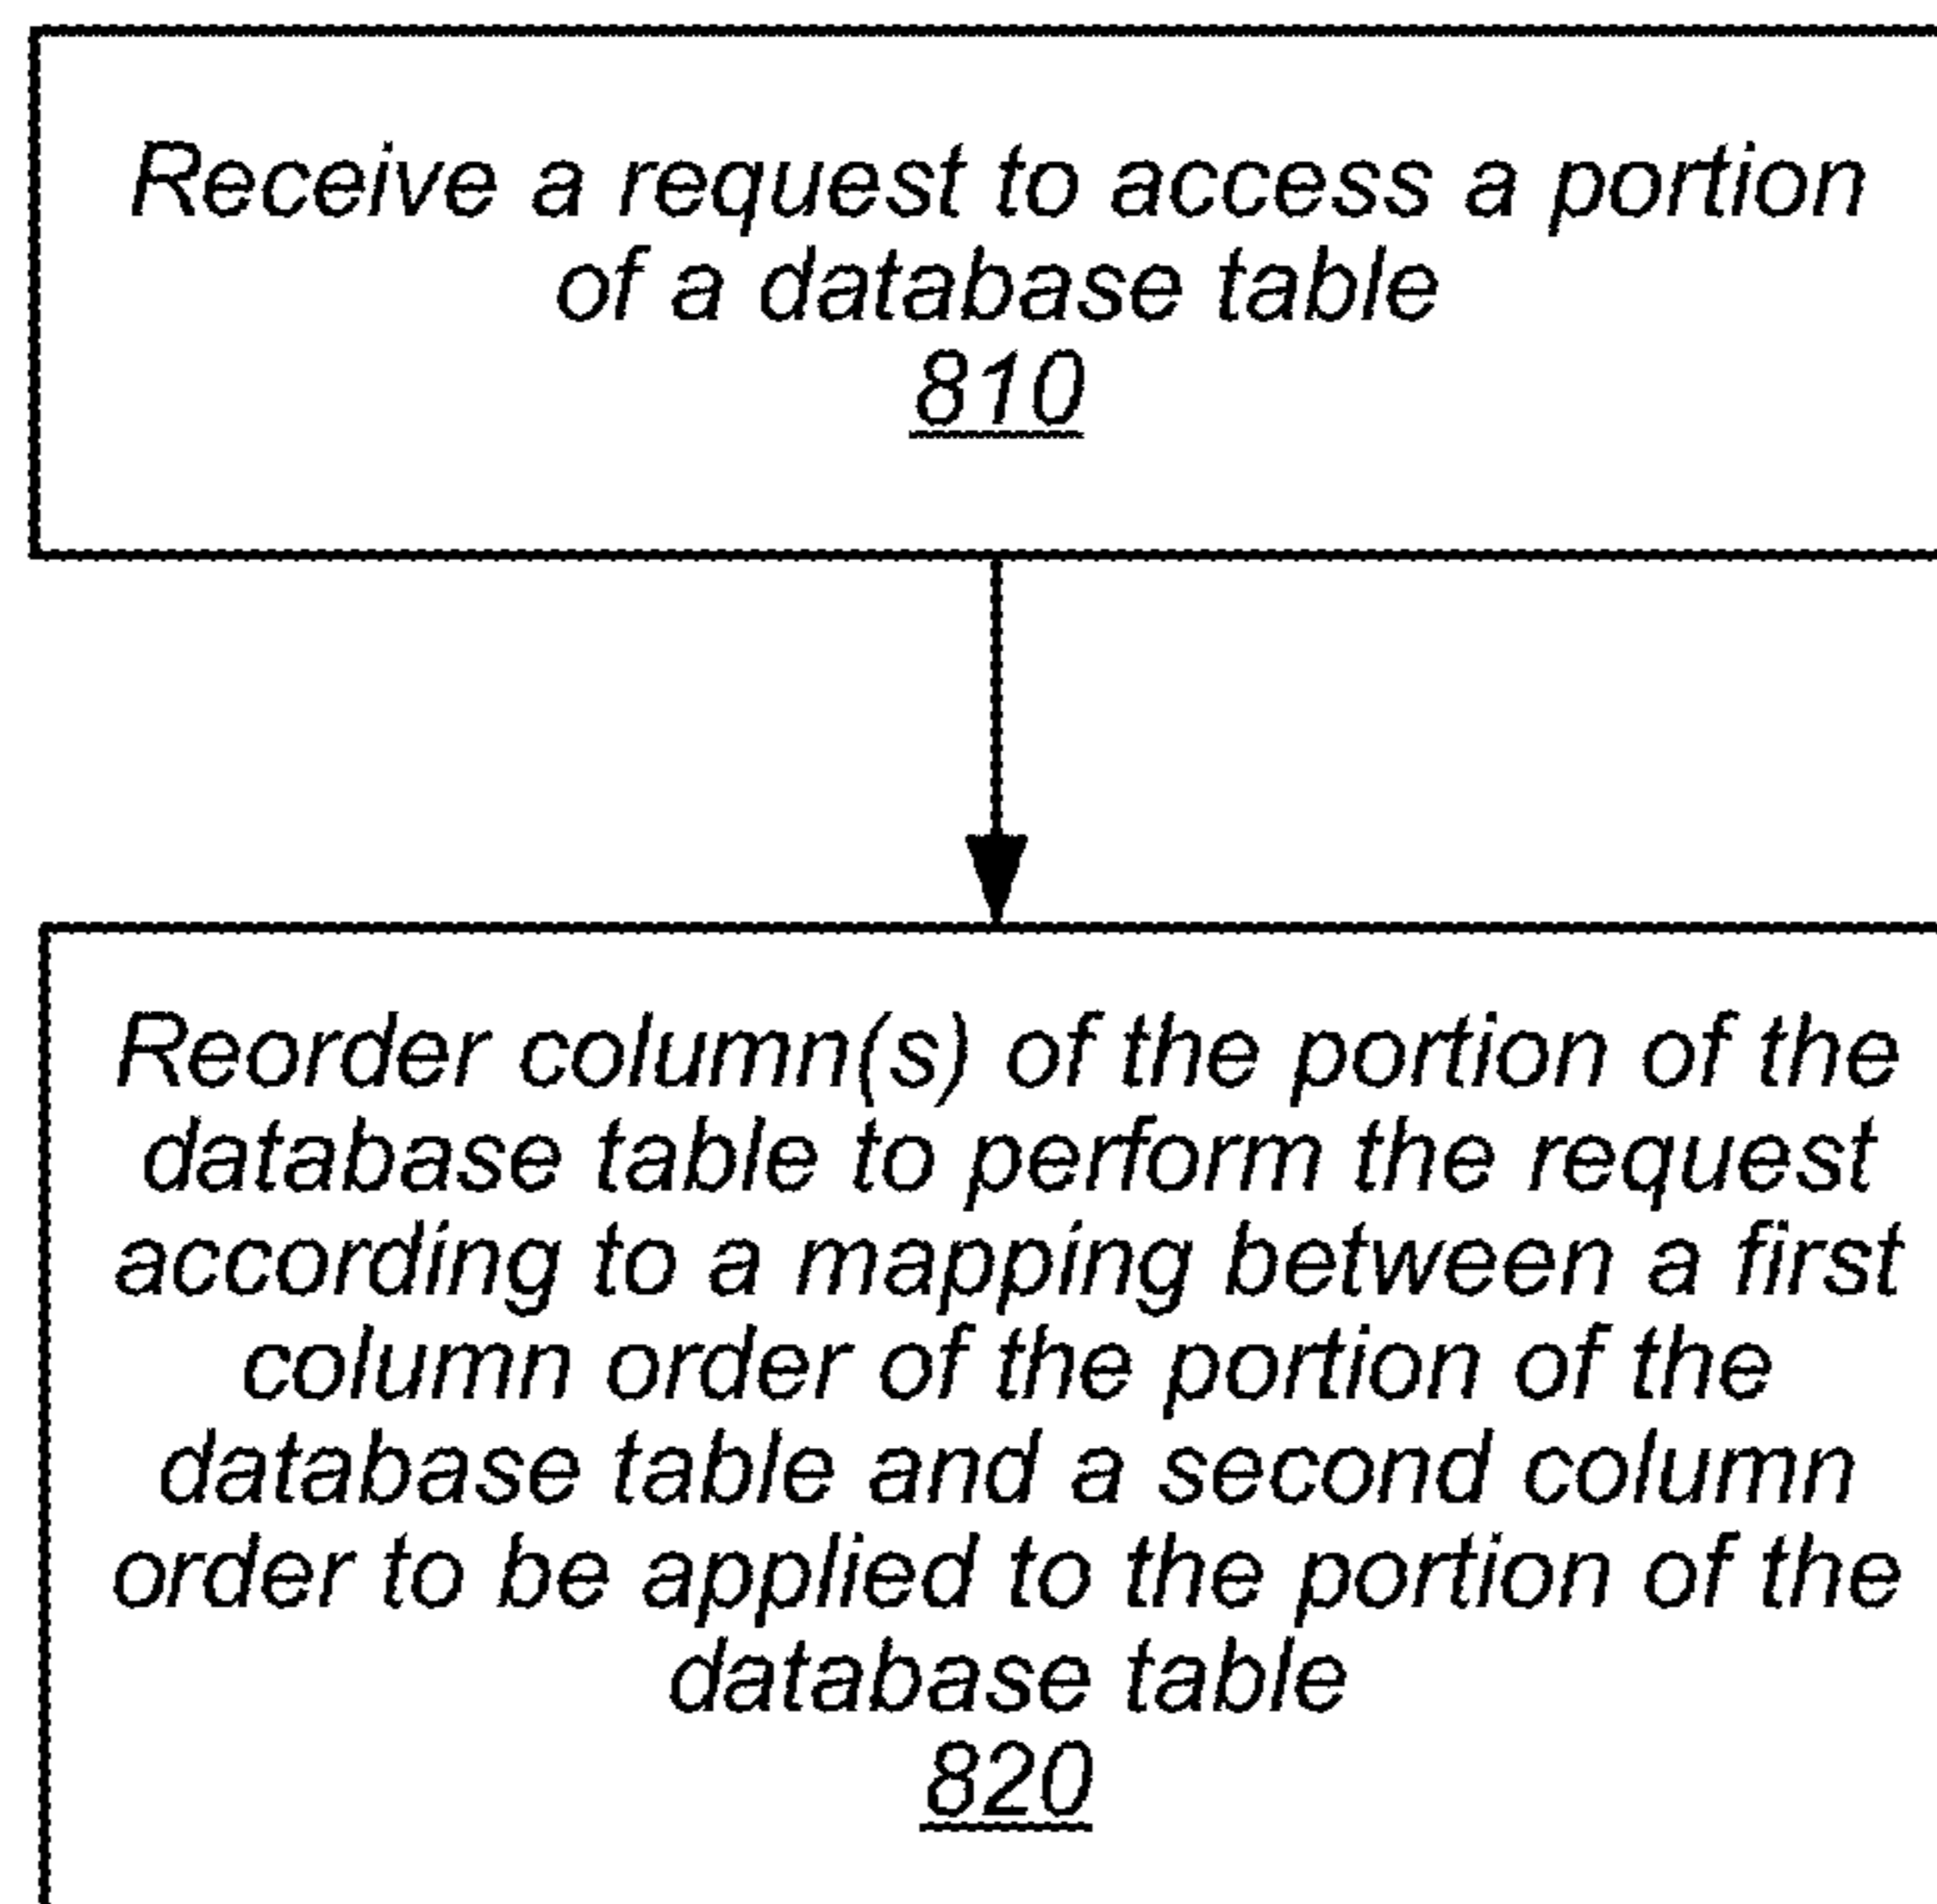 Receive a request to access a portion
of a database table
810
Reorder column(s) of the portion of the
database table to perform the request
according to a mapping between a first
column order of the portion of the
database table and a second column
order to be applied to the portion of the
database table
820